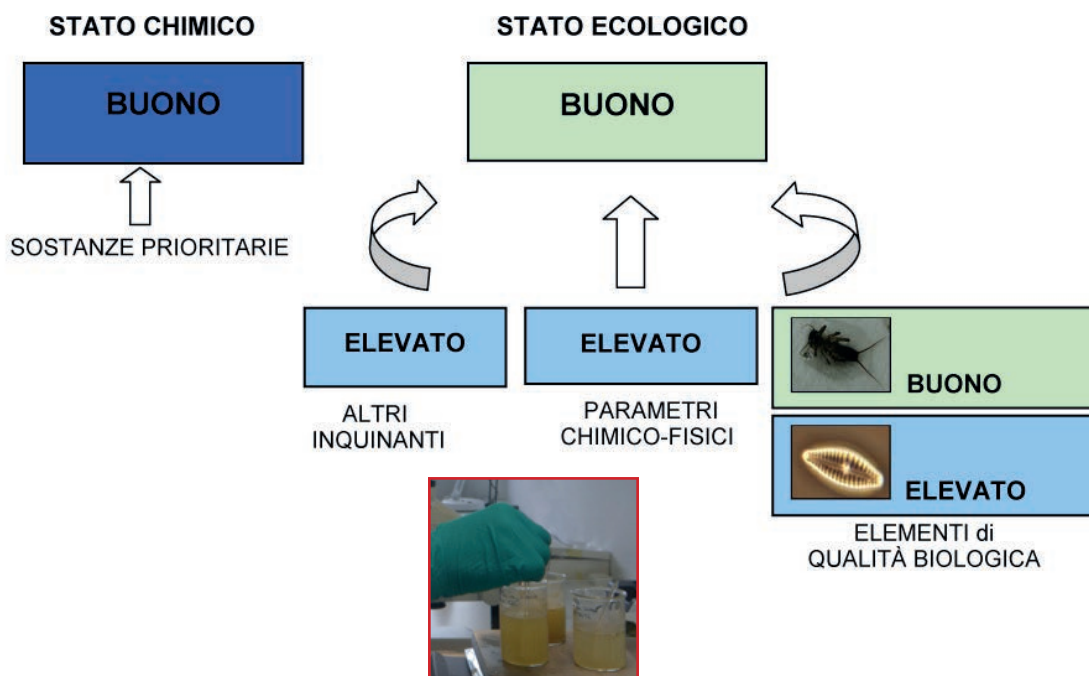 STATO CHIMICO
STATO ECOLOGICO
BUONO
BUONO
SOSTANZE PRIORITARIE
ELEVATO
ELEVATO
BUONO
ELEVATO
ALTRI
INQUINANTI
PARAMETRI
CHIMICO-FISICI
ELEMENTI di
QUALITÀ BIOLOGICA